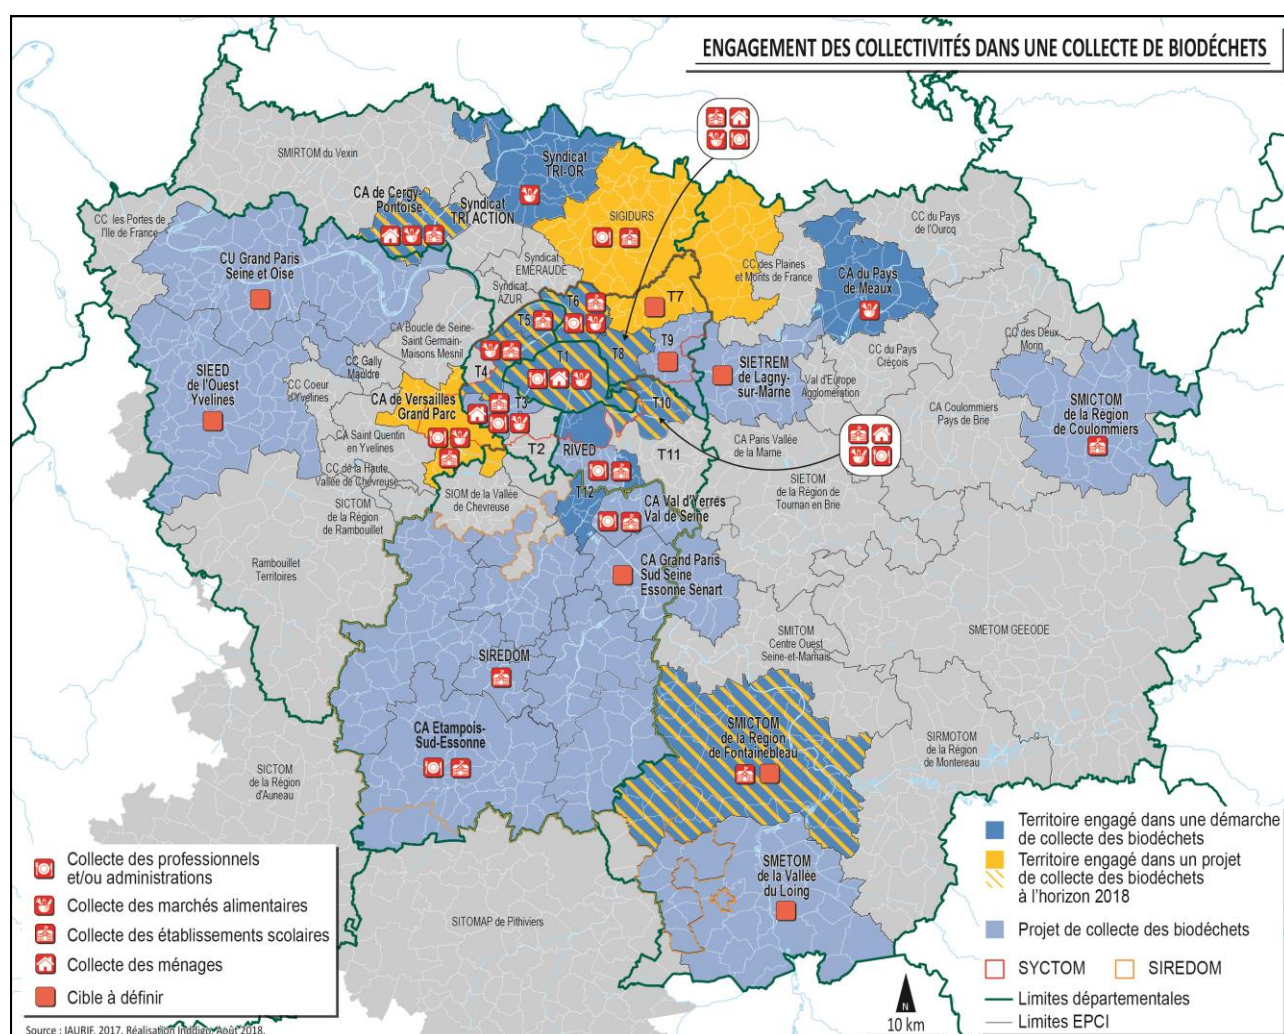 ENGAGEMENT DES COLLECTIVITÉS DANS UNE COLLECTE DE BIODÉCHETS
SMIRTOM du Vexin
Syndicat
TRI-OR
CA de Cergy-
Pontoise
Syndicat
TRI ACTION
SIGIDURS
CC les Portes de
l'Ile de France
CC du Pays
de l'Ourcq
CU Grand Paris
Seine et Oise
Syndicat
EMERAUDE
CC des Plaines
et Monts de France
CA du Pays
de Meaux
Syndicat
AZUR
T6
T7
T5
CA Boucle de Seine-
Saint Germain-
Maisons Mesnil
T1
T8
T9
CC des Deux
Morin
CC Gally
Mauldre
T4
SIETREM
de Lagny-
sur-Marne
CC du Pays
Créçois
SIEED
de l'Ouest
Yvelines
CC Coeur
d'Yvelines
CA de Versailles
Grand Parc
T3
T10
Val d'Europe
Agglomération
SMICTOM
de la Région
de Coulommiers
CA Coulommiers
Pays de Brie
CA Saint Quentin
en Yvelines
T2
RIVED
T11
CA Paris Vallée
de la Marne
CC de la Haute
Vallée de Chevreuse
SIOM de la Vallée
de Chevreuse
T12
SIETOM
de la Région de
Tournan en Brie
SICTOM
de la Région
de Rambouillet
CA Val d'Yerres
Val de Seine
Rambouillet
Territoires
CA Grand Paris
Sud Seine
Essonne Senart
SMITOM
Centre Ouest
Seine-et-Marnais
SMETOM GEEODE
SIREDOM
CA Etampois-
Sud-Essonne
SMICTOM
de la Région
de Fontainebleau
SIRMOTOM
de la Région
de Montereau
SICTOM
de la Région
d'Auneau
SMETOM
de la Vallée
du Loing
SITOMAP de Pithiviers
Collecte des professionnels
et/ou administrations
Collecte des marchés alimentaires
Collecte des établissements scolaires
Collecte des ménages
Cible à définir
Territoire engagé dans une démarche
de collecte des biodéchets
Territoire engagé dans un projet
de collecte des biodéchets
à l'horizon 2018
Projet de collecte des biodéchets
SYCTOM
SIREDOM
Limites départementales
Limites EPCI
N
10 km
Source : IAURIF, 2017, Réalisation Inddigo, Août 2018.